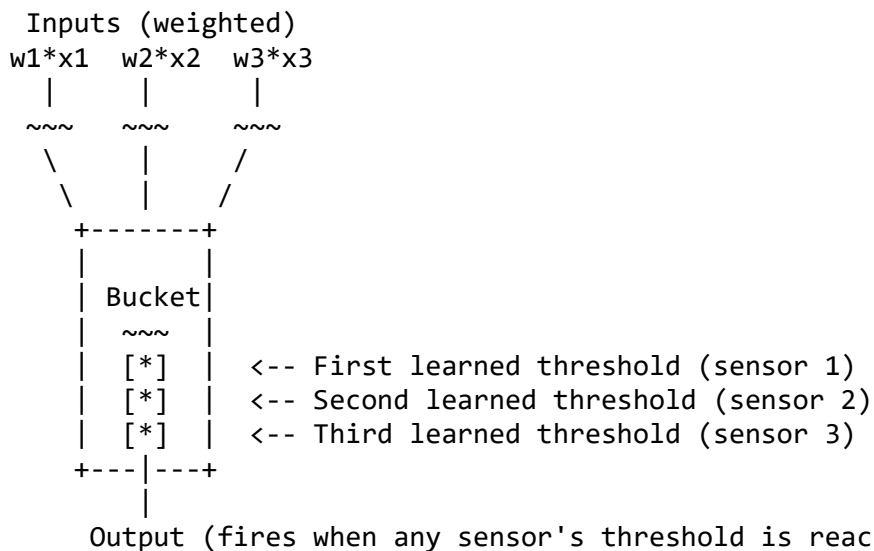 Inputs (weighted)
w1*x1 w2*x2 w3*x3
Bucket
[*] <-- First learned threshold (sensor 1)
[*] <-- Second learned threshold (sensor 2)
[*] <-- Third learned threshold (sensor 3)
Output (fires when any sensor's threshold is reac